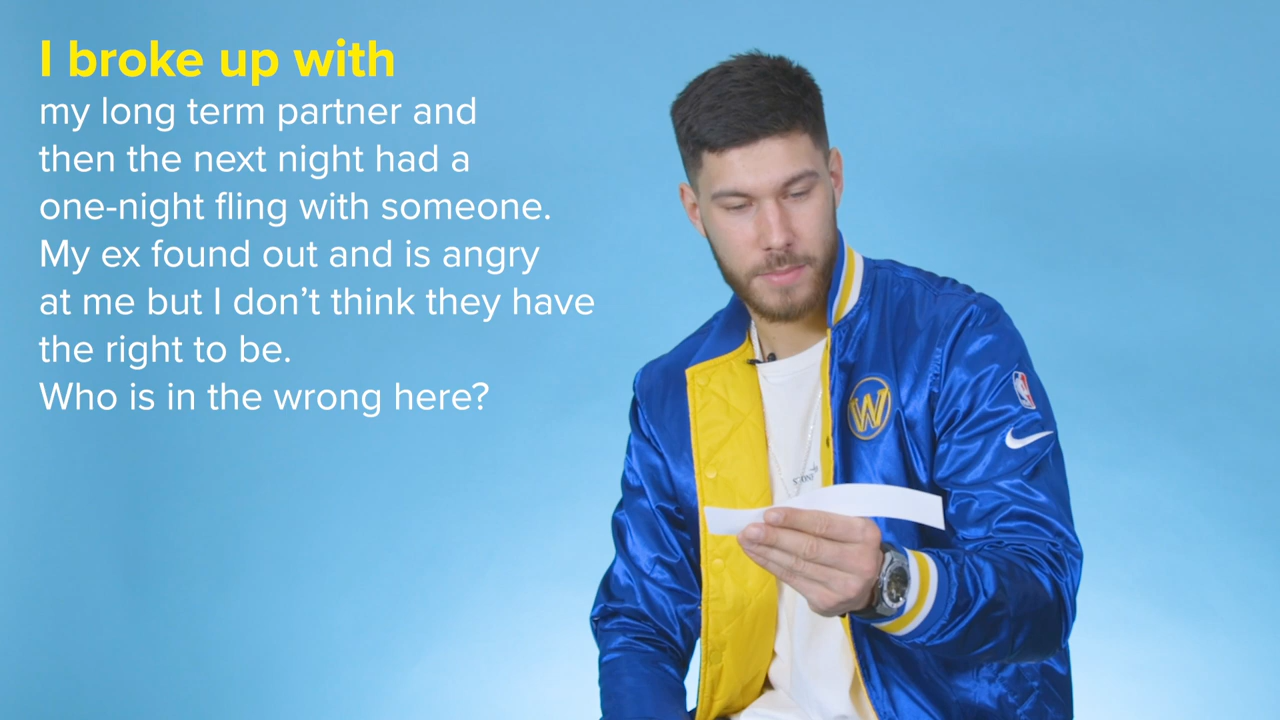 I broke up with
my long term partner and
then the next night had a
one-night fling with someone.
My ex found out and is angry
at me but I don’t think they have
the right to be.
Who is in the wrong here?
W